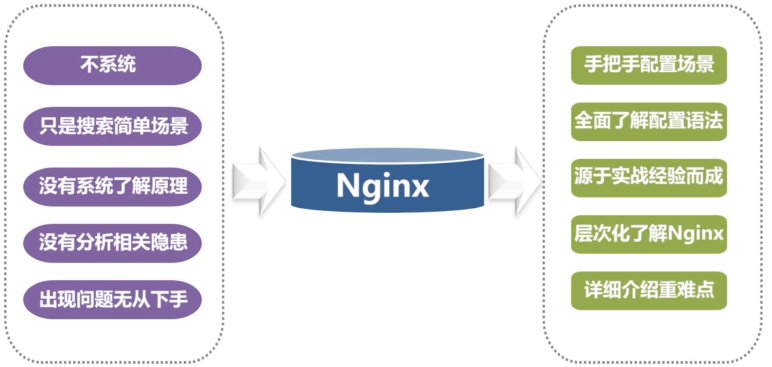 不系统
只是搜索简单场景
没有系统了解原理
没有分析相关隐患
出现问题无从下手
Nginx
手把手配置场景
全面了解配置语法
源于实战经验而成
层次化了解Nginx
详细介绍重难点